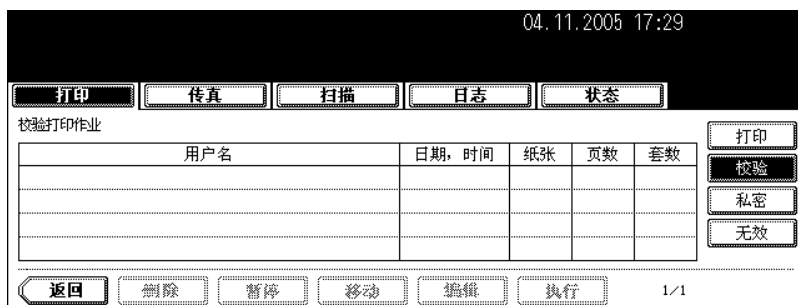 04.11.2005 17:29
打印 传真 扫描 日志 状态
校验打印作业
用户名 日期，时间 纸张 页数 套数
打印
校验
私密
无效
返回 删除 暂停 移动 编辑 执行 1/1